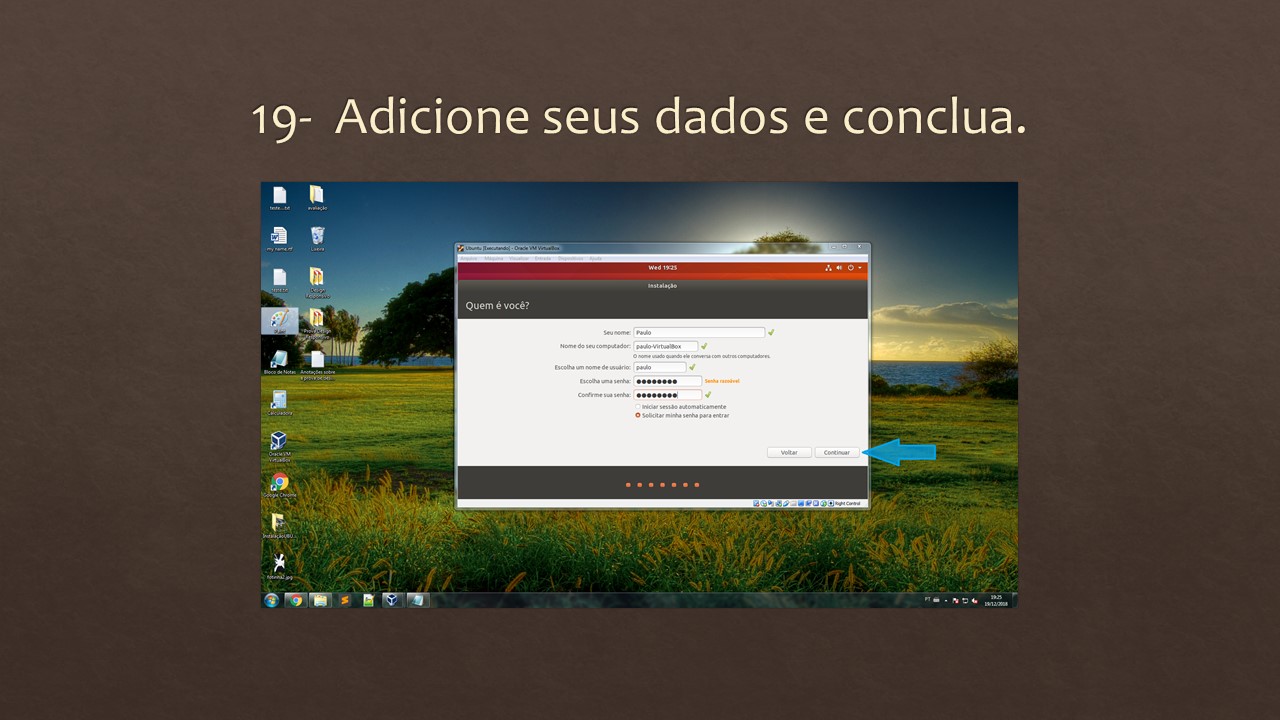 19- Adicione seus dados e conclua.
teste....txt
avaliação
my name.rtf
Lixeira
teste.txt
Design
Responsivo
Paint
Bloco de Notas
Anotações sobre
Calculadora
Oracle VM
VirtualBox
Google Chrome
InstalaçãoUBU...
fotinha2.jpg
Ubuntu [Executando] - Oracle VM VirtualBox
Arquivo Máquina Visualizar Entrada Dispositivos Ajuda
Wed 19:25
Instalação
Quem é você?
Seu nome: Paulo
Nome do seu computador: paulo-VirtualBox
O nome usado quando ele conversa com outros computadores.
Escolha um nome de usuário: paulo
Escolha uma senha: ●●●●●●●● Senha razoável
Confirme sua senha: ●●●●●●●●
Iniciar sessão automaticamente
Solicitar minha senha para entrar
Voltar Continuar
Right Control
PT
19:25
19/12/2018